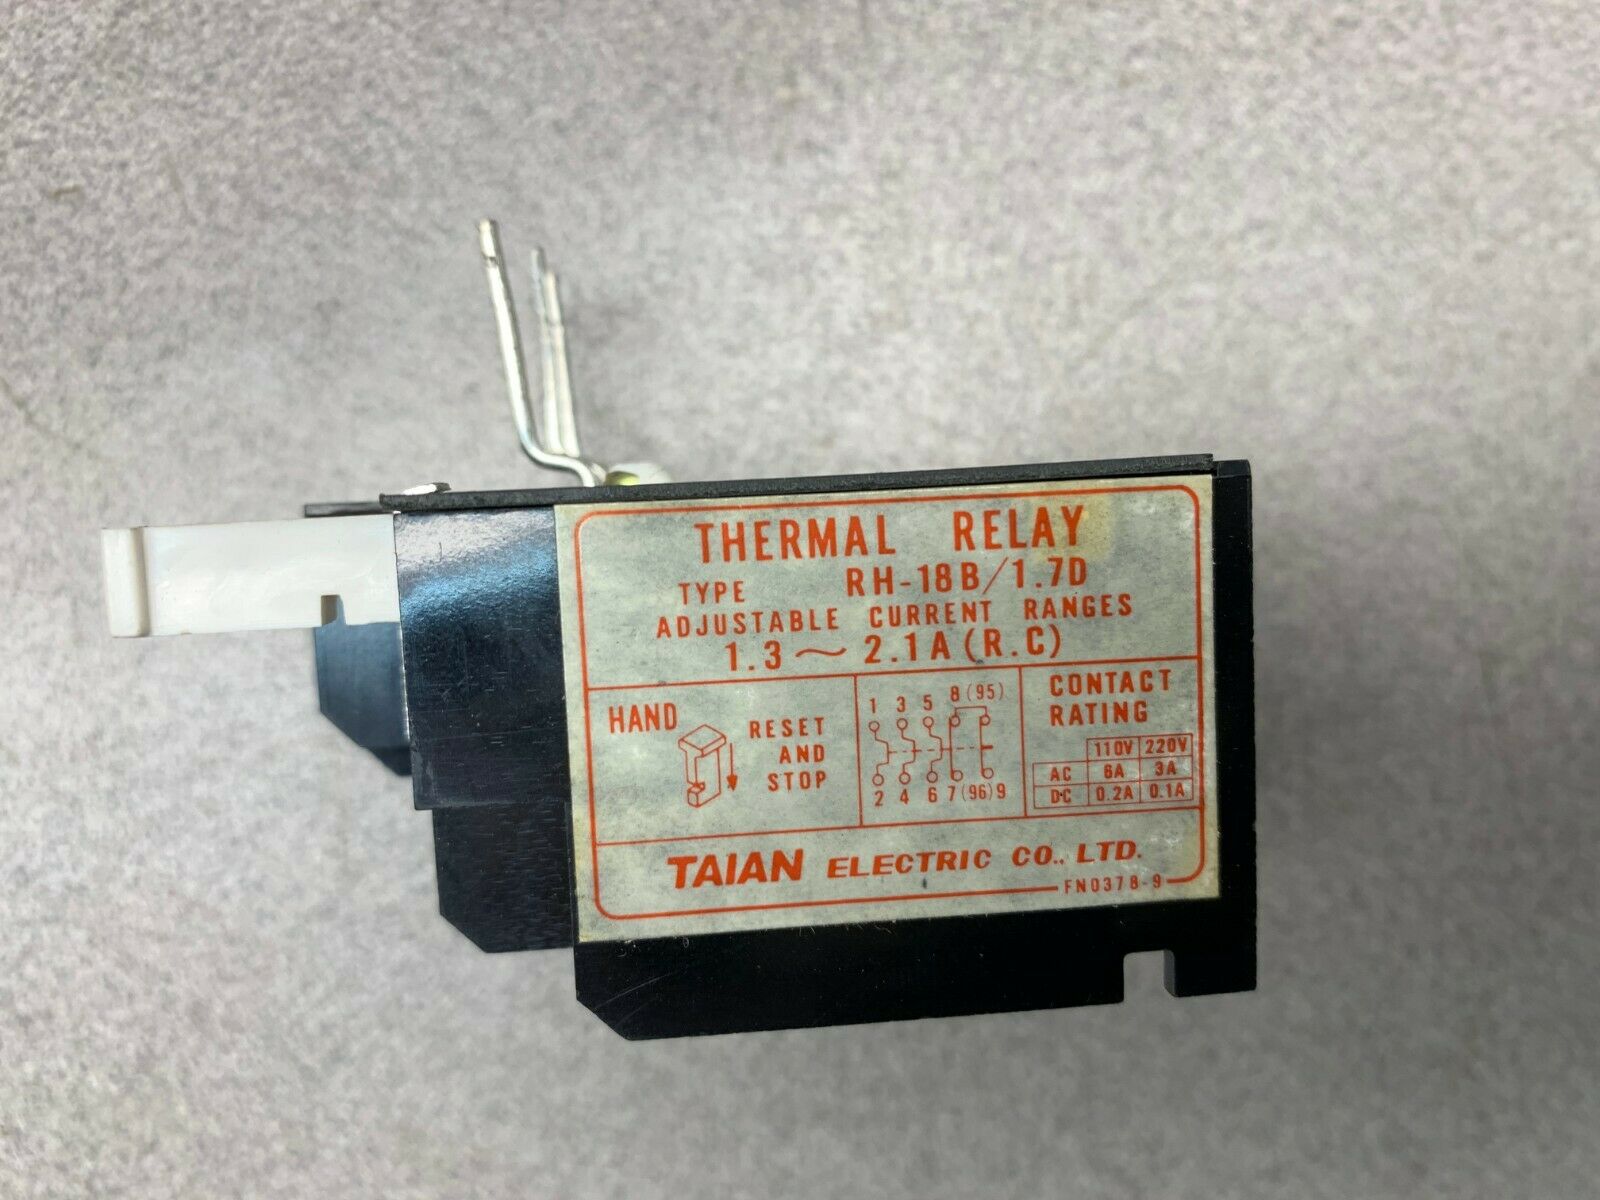 THERMAL RELAY
TYPE RH-18B/1.7D
ADJUSTABLE CURRENT RANGES
1.3～2.1A(R.C)
HAND
RESET
AND
STOP
1 3 5 8(95)
2 4 6 7(96)9
CONTACT
RATING
110V 220V
AC 6A 3A
DC 0.2A 0.1A
TAIAN ELECTRIC CO., LTD.
FN0378-9